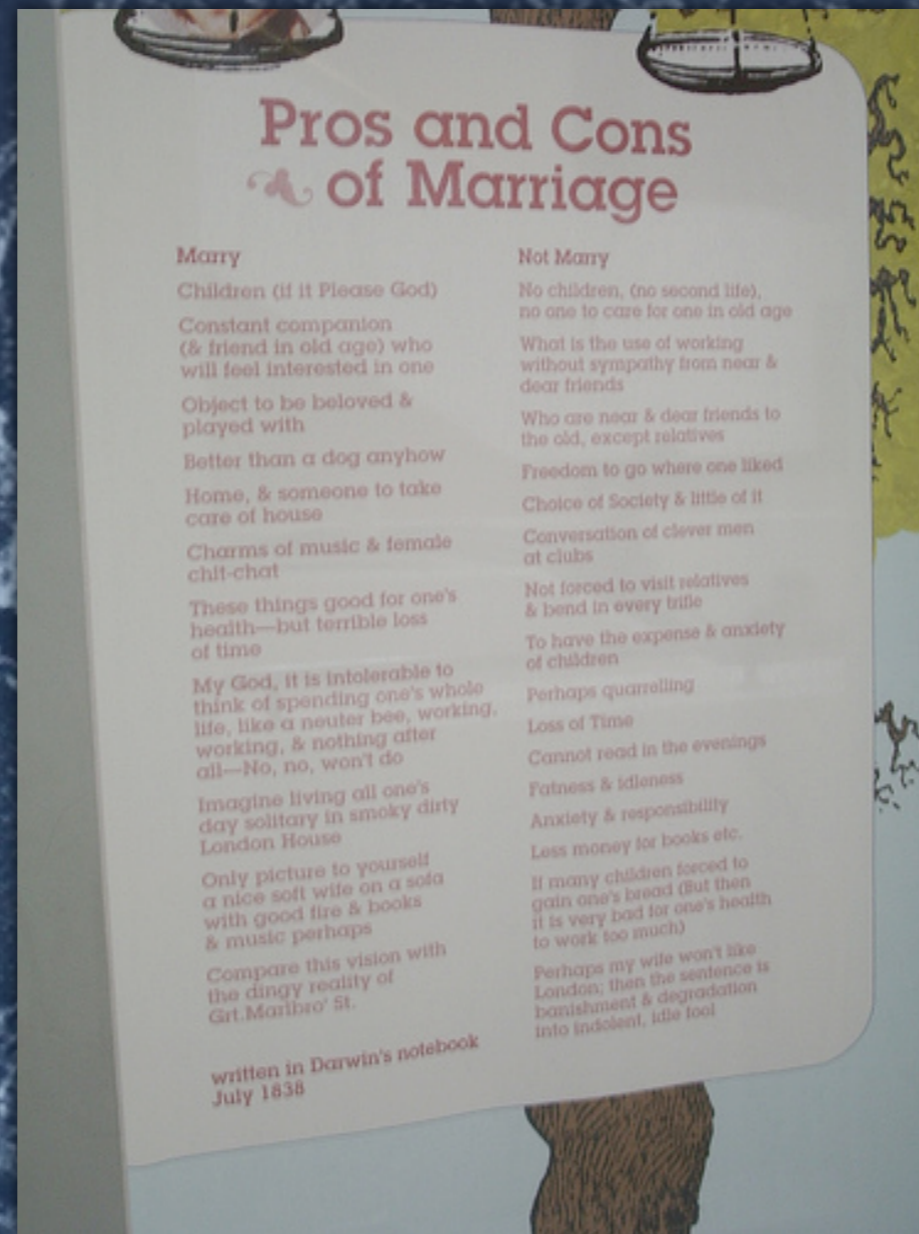 Pros and Cons
of Marriage
Marry
Children (if it Please God)
Constant companion
(& friend in old age) who
will feel interested in one
Object to be beloved &
played with
Better than a dog anyhow
Home, & someone to take
care of house
Charms of music & female
chit-chat
These things good for one's
health—but terrible loss
of time
My God, it is intolerable to
think of spending one's whole
life, like a neuter bee, working,
working, & nothing after
all—No, no, won't do
Imagine living all one's
day solitary in smoky dirty
London House
Only picture to yourself
a nice soft wife on a sofa
with good fire & books
& music perhaps
Compare this vision with
the dingy reality of
Grt.Marlbro' St.
Not Marry
No children, (no second life),
no one to care for one in old age
What is the use of working
without sympathy from near &
dear friends
Who are near & dear friends to
the old, except relatives
Freedom to go where one liked
Choice of Society & little of it
Conversation of clever men
at clubs
Not forced to visit relatives
& bend in every trifle
To have the expense & anxiety
of children
Perhaps quarrelling
Loss of Time
Cannot read in the evenings
Fatness & idleness
Anxiety & responsibility
Less money for books etc.
If many children forced to
gain one's bread (But then
it is very bad for one's health
to work too much)
Perhaps my wife won't like
London; then the sentence is
banishment & degradation
into indolent, idle fool
written in Darwin's notebook
July 1838